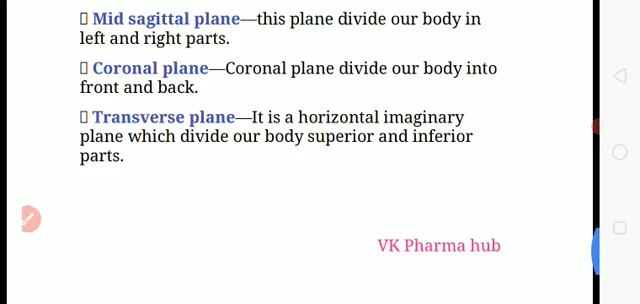 ▯ Mid sagittal plane—this plane divide our body in
left and right parts.
▯ Coronal plane—Coronal plane divide our body into
front and back.
▯ Transverse plane—It is a horizontal imaginary
plane which divide our body superior and inferior
parts.
VK Pharma hub